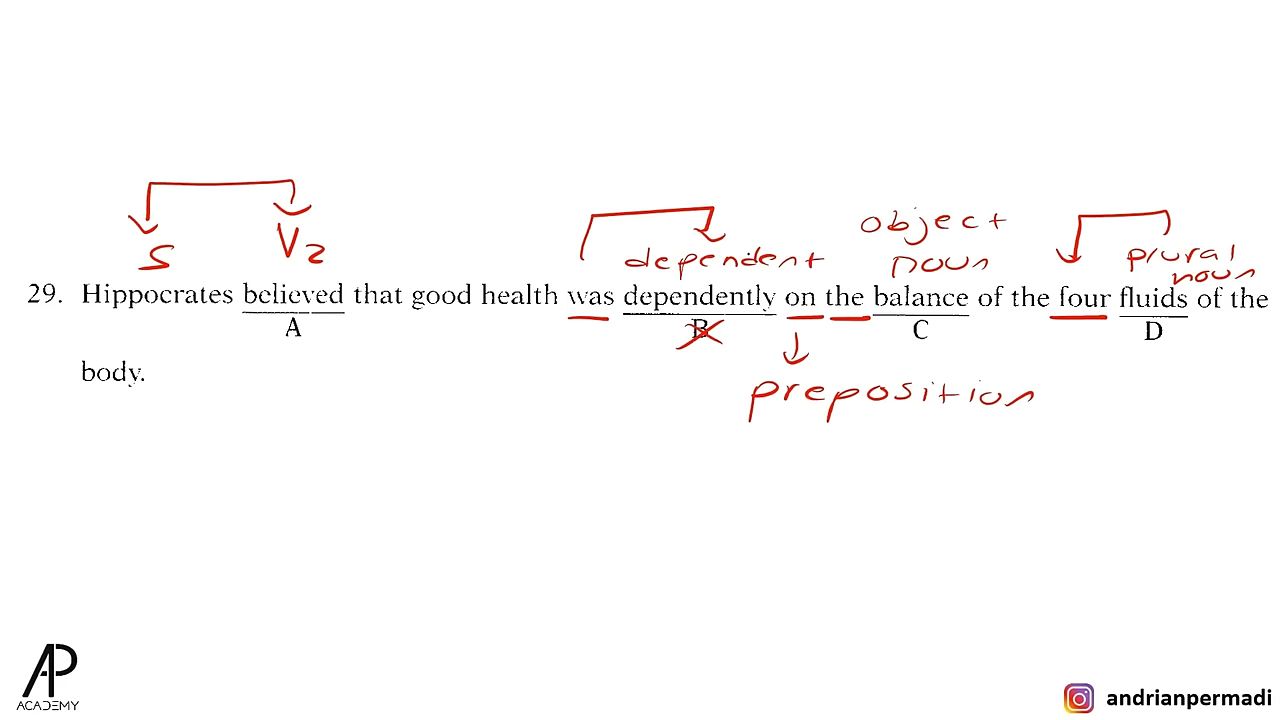 object
S V2 dependent noun plural
noun
29. Hippocrates believed that good health was dependently on the balance of the four fluids of the
A B C D
body.
preposition
AP
ACADEMY
andrianpermadi